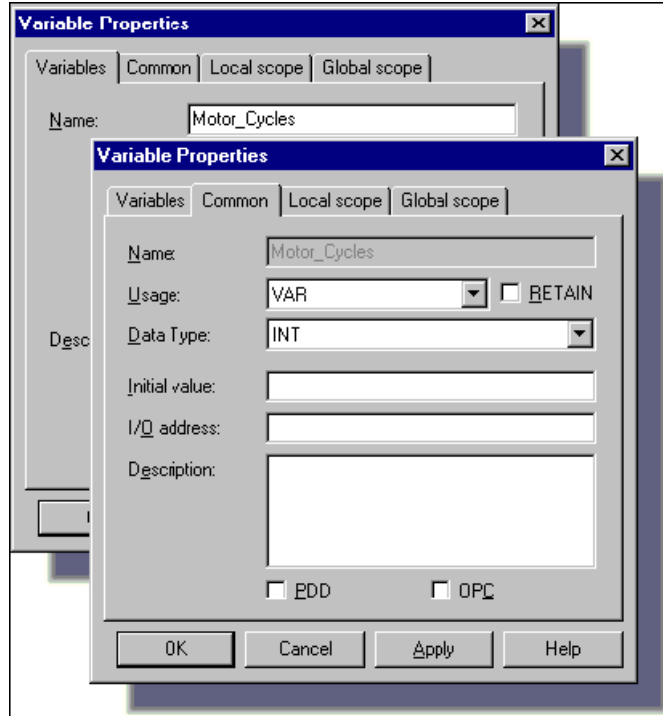 Variable Properties
Variables Common Local scope Global scope
Name: Motor_Cycles
Desc
Variable Properties
Variables Common Local scope Global scope
Name: Motor_Cycles
Usage: VAR RETAIN
Data Type: INT
Initial value:
I/O address:
Description:
PDD OPC
OK Cancel Apply Help